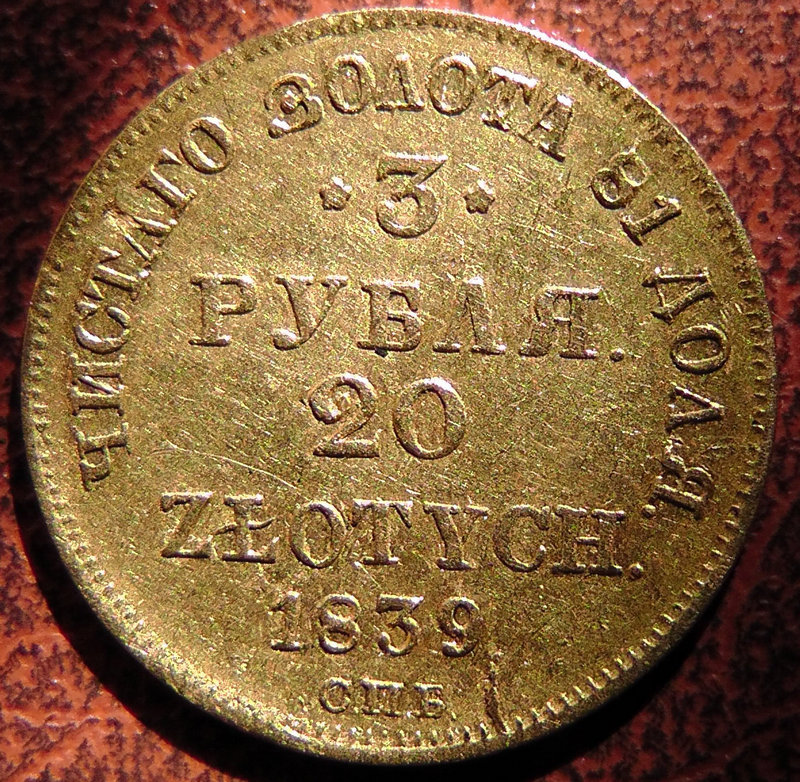 ЧИСТАГО ЗОЛОТА 81 ДОЛЯ.
3
РУБЛЯ.
20
ZŁOTYCH.
1839
СПБ